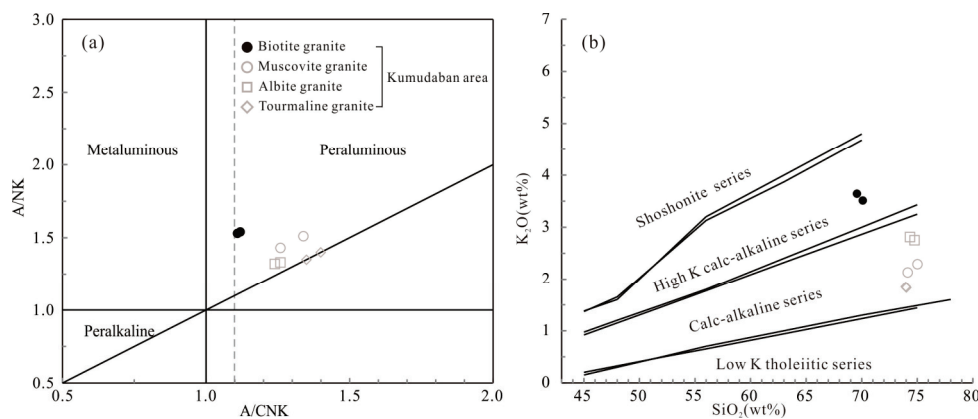 (a)
Biotite granite
Muscovite granite
Albite granite
Tourmaline granite
Kumudaban area
Metaluminous
Peraluminous
Peralkaline
A/NK
3.0
2.5
2.0
1.5
1.0
0.5
0.5
1.0
1.5
2.0
A/CNK
(b)
Shoshonite series
High K calc-alkaline series
Calc-alkaline series
Low K tholeiitic series
K₂O(wt%)
7
6
5
4
3
2
1
0
45
50
55
60
65
70
75
80
SiO₂(wt%)